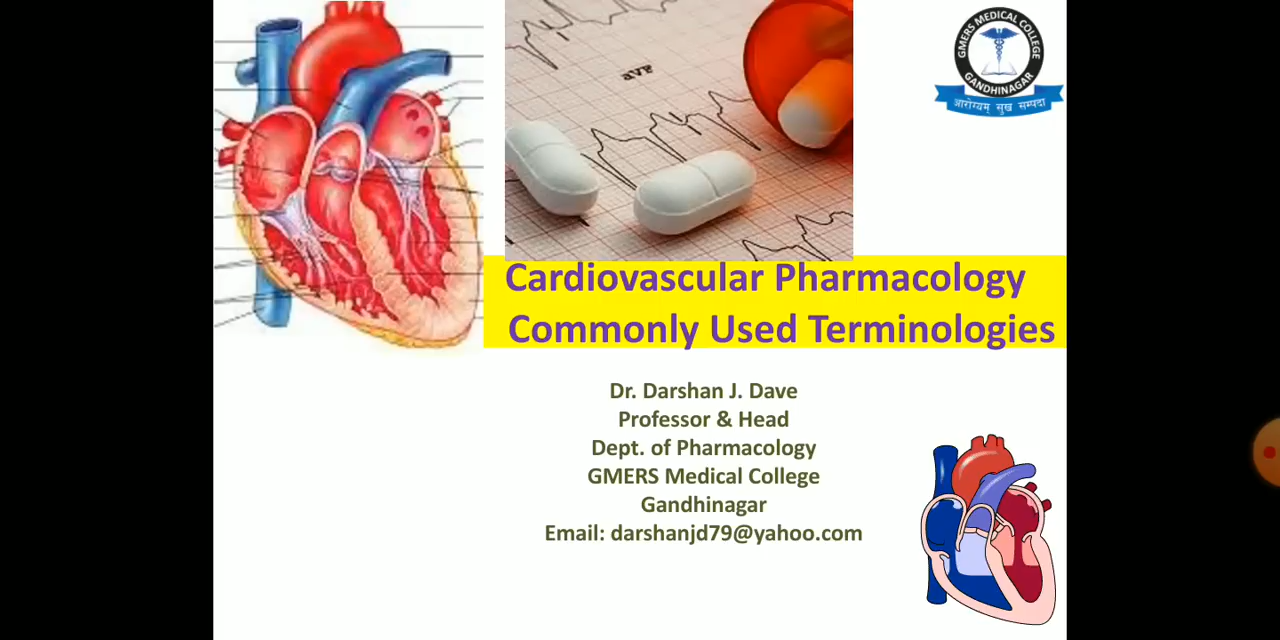 GMERS MEDICAL COLLEGE
GANDHINAGAR
आरोग्यम् सुख सम्पदा
aVF
Cardiovascular Pharmacology
Commonly Used Terminologies
Dr. Darshan J. Dave
Professor & Head
Dept. of Pharmacology
GMERS Medical College
Gandhinagar
Email: darshanjd79@yahoo.com